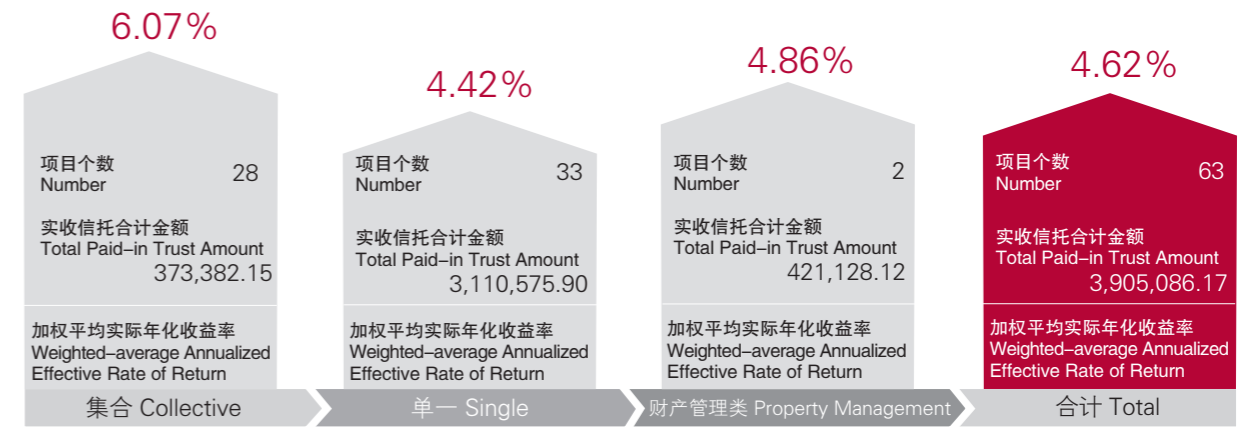 6.07%
项目个数
Number
28
实收信托合计金额
Total Paid–in Trust Amount
373,382.15
加权平均实际年化收益率
Weighted–average Annualized
Effective Rate of Return
集合 Collective
4.42%
项目个数
Number
33
实收信托合计金额
Total Paid–in Trust Amount
3,110,575.90
加权平均实际年化收益率
Weighted–average Annualized
Effective Rate of Return
单一 Single
4.86%
项目个数
Number
2
实收信托合计金额
Total Paid–in Trust Amount
421,128.12
加权平均实际年化收益率
Weighted–average Annualized
Effective Rate of Return
财产管理类 Property Management
4.62%
项目个数
Number
63
实收信托合计金额
Total Paid–in Trust Amount
3,905,086.17
加权平均实际年化收益率
Weighted–average Annualized
Effective Rate of Return
合计 Total